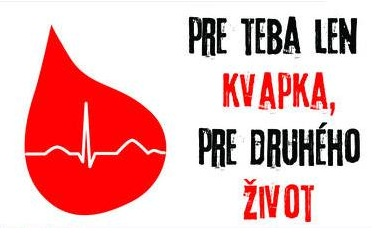 PRE TEBA LEN
KVAPKA,
PRE DRUHÉHO
ŽIVOT